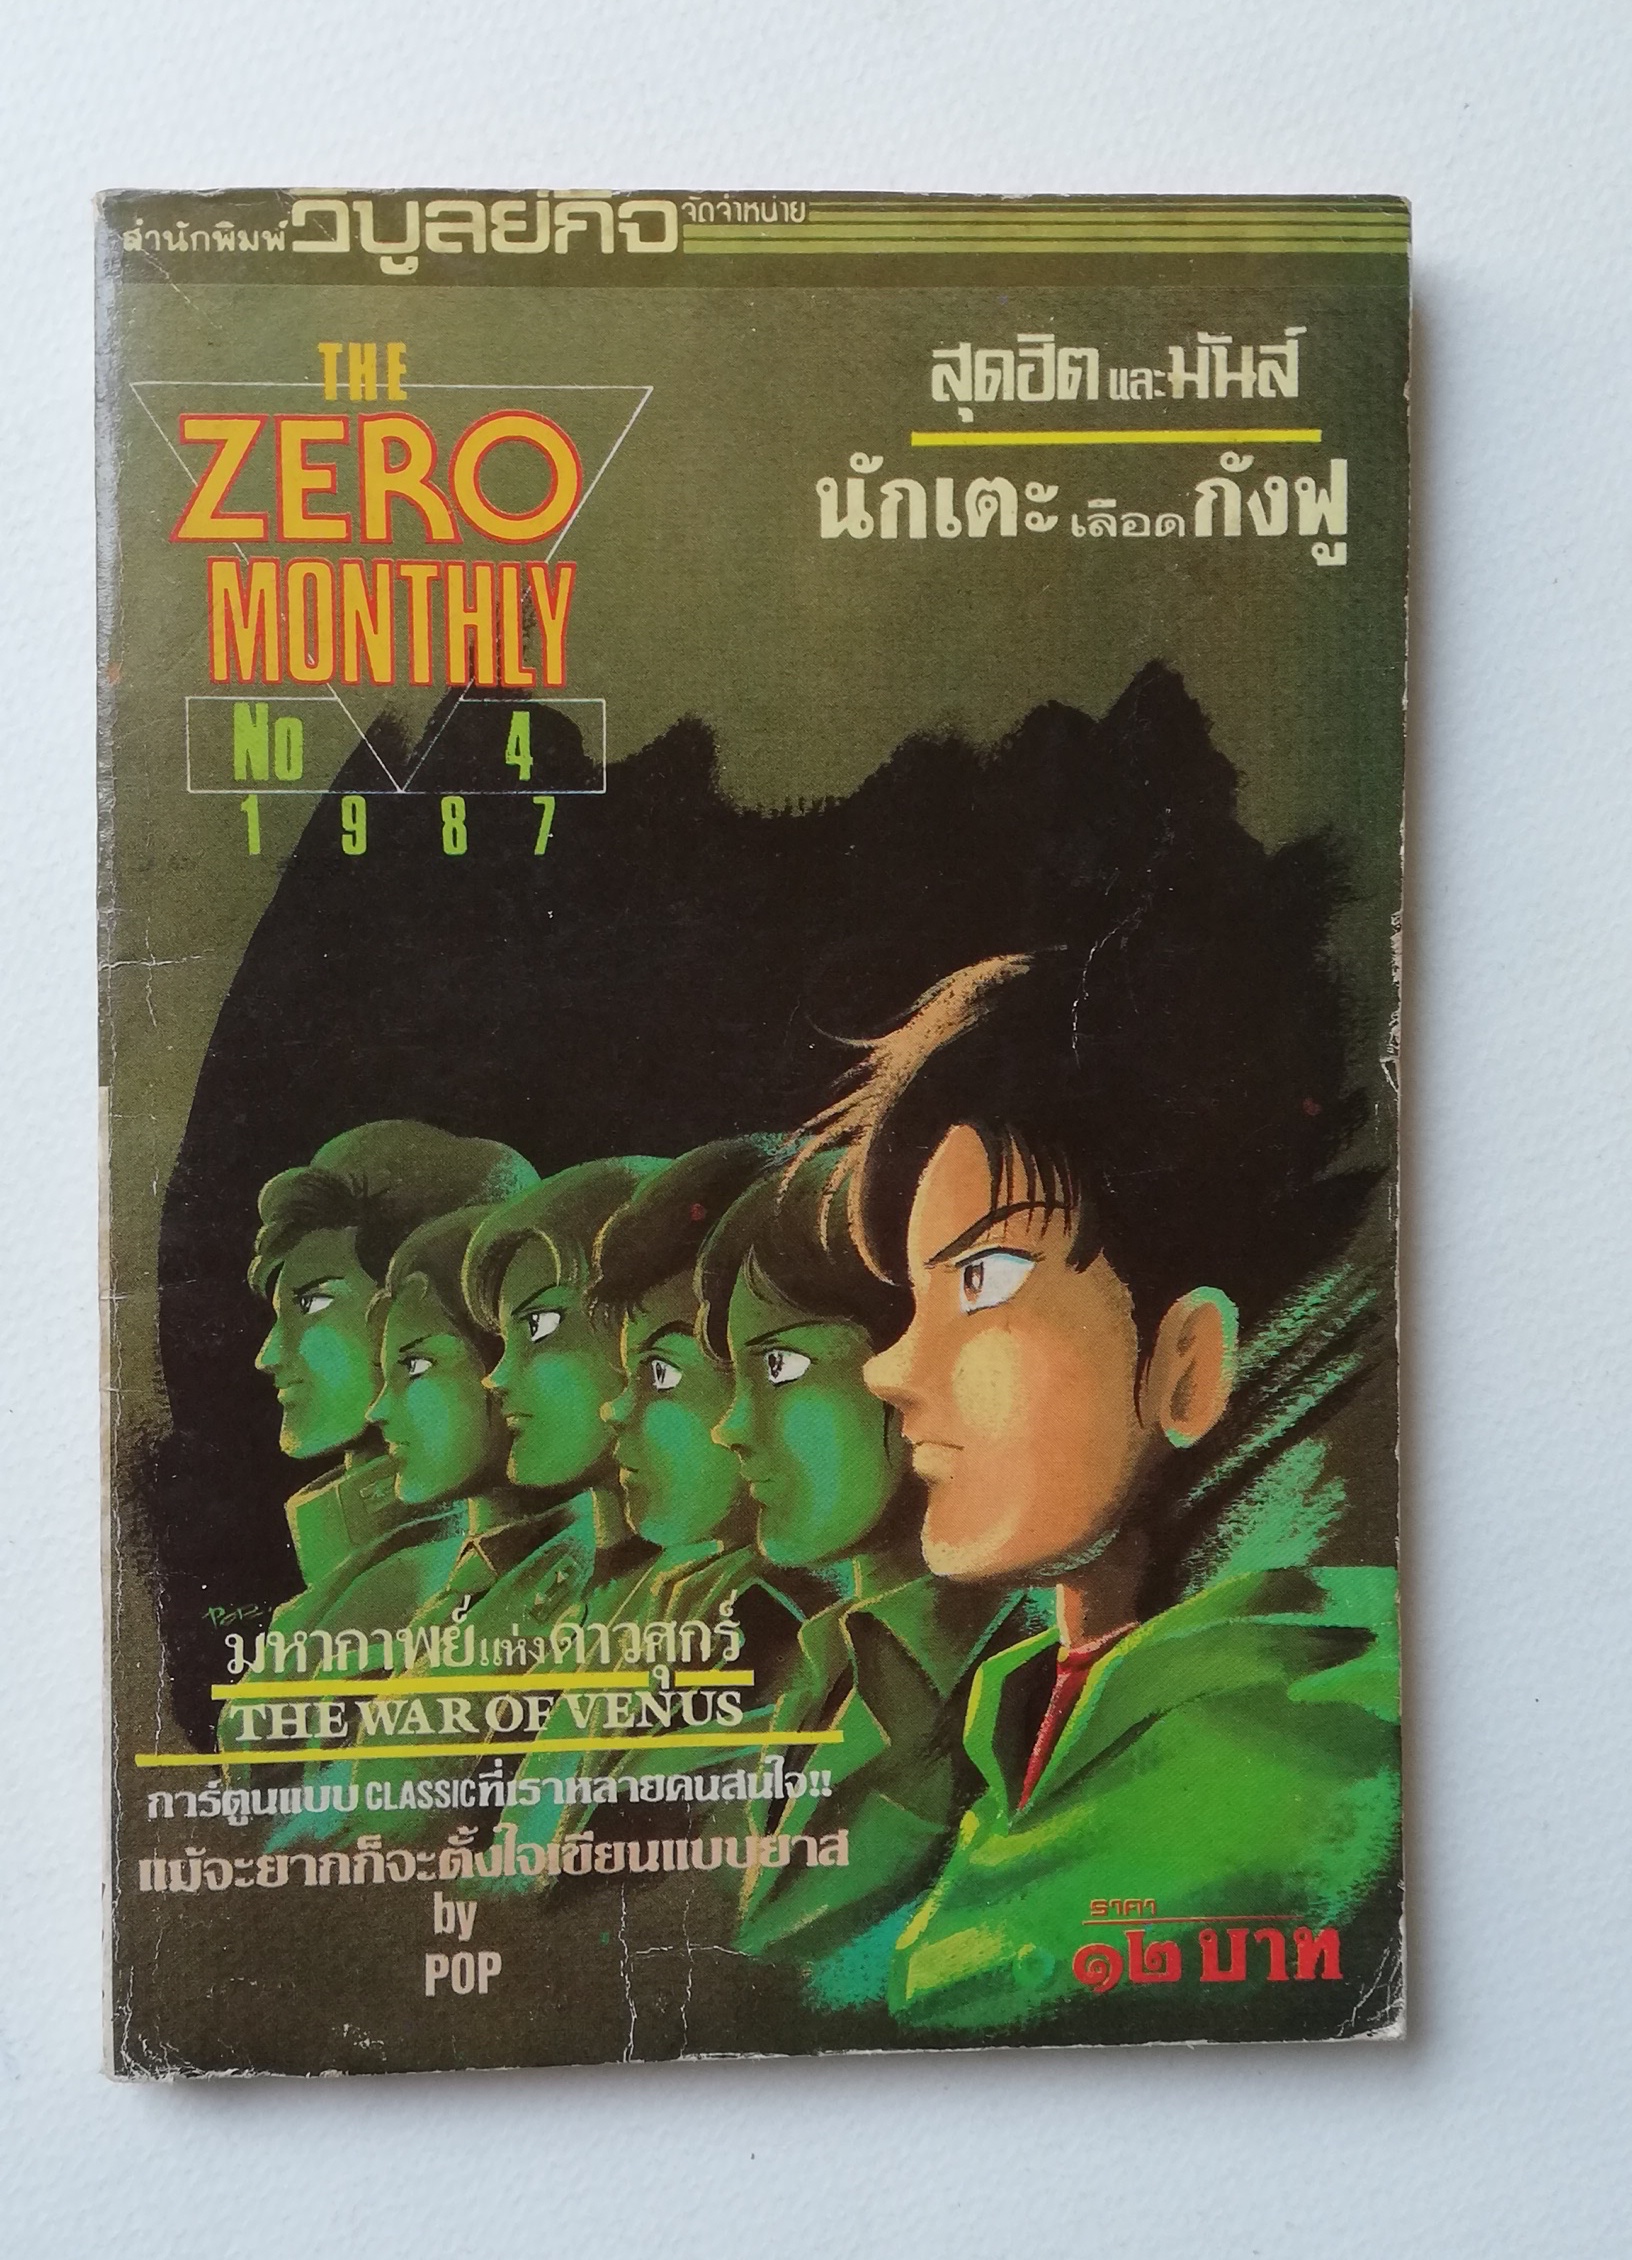 สำนักพิมพ์ วิบูลย์กิจ จัดจำหน่าย
THE
ZERO
MONTHLY
No 4
1987
สุดฮิต และ มันส์
นักเตะ เลือด กังฟู
POP
มหากาพย์แห่งดาวศุกร์
THE WAR OF VENUS
การ์ตูนแบบ CLASSIC ที่เราหลายคนสนใจ!!
แม้จะยากก็จะตั้งใจเขียนแบบยาส
by
POP
ราคา
๑๒ บาท